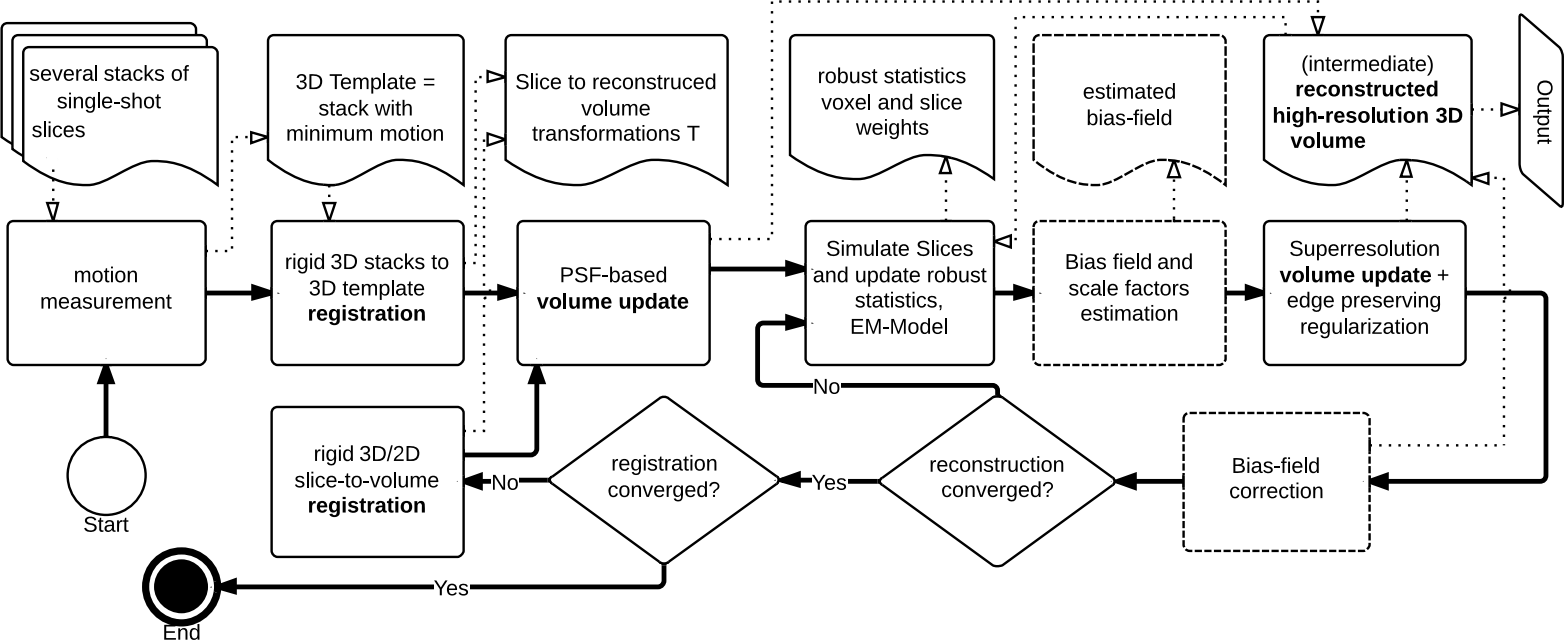 several stacks of
single-shot
slices
3D Template =
stack with
minimum motion
Slice to reconstruced
volume
transformations T
robust statistics
voxel and slice
weights
estimated
bias-field
(intermediate)
reconstructed
high-resolution 3D
volume
Output
motion
measurement
rigid 3D stacks to
3D template
registration
PSF-based
volume update
Simulate Slices
and update robust
statistics,
EM-Model
Bias field and
scale factors
estimation
Superresolution
volume update +
edge preserving
regularization
No
Start
rigid 3D/2D
slice-to-volume
registration
No
registration
converged?
Yes
reconstruction
converged?
Bias-field
correction
Yes
End